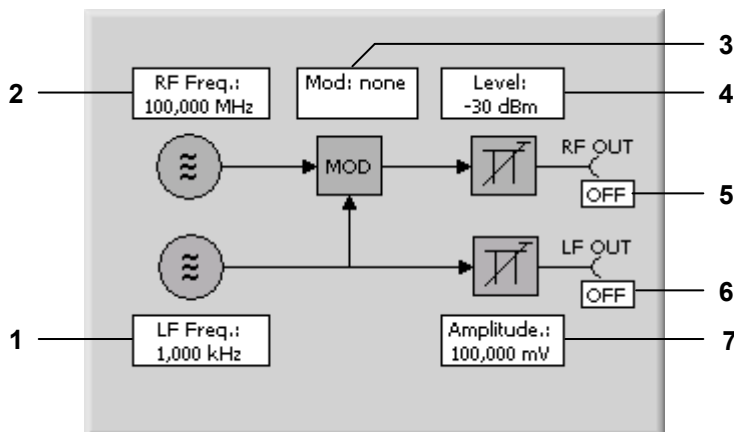 3
2
RF Freq.:
100,000 MHz
Mod: none
Level:
-30 dBm
4
MOD
RF OUT
OFF
5
LF OUT
OFF
6
1
LF Freq.:
1,000 kHz
Amplitude.:
100,000 mV
7